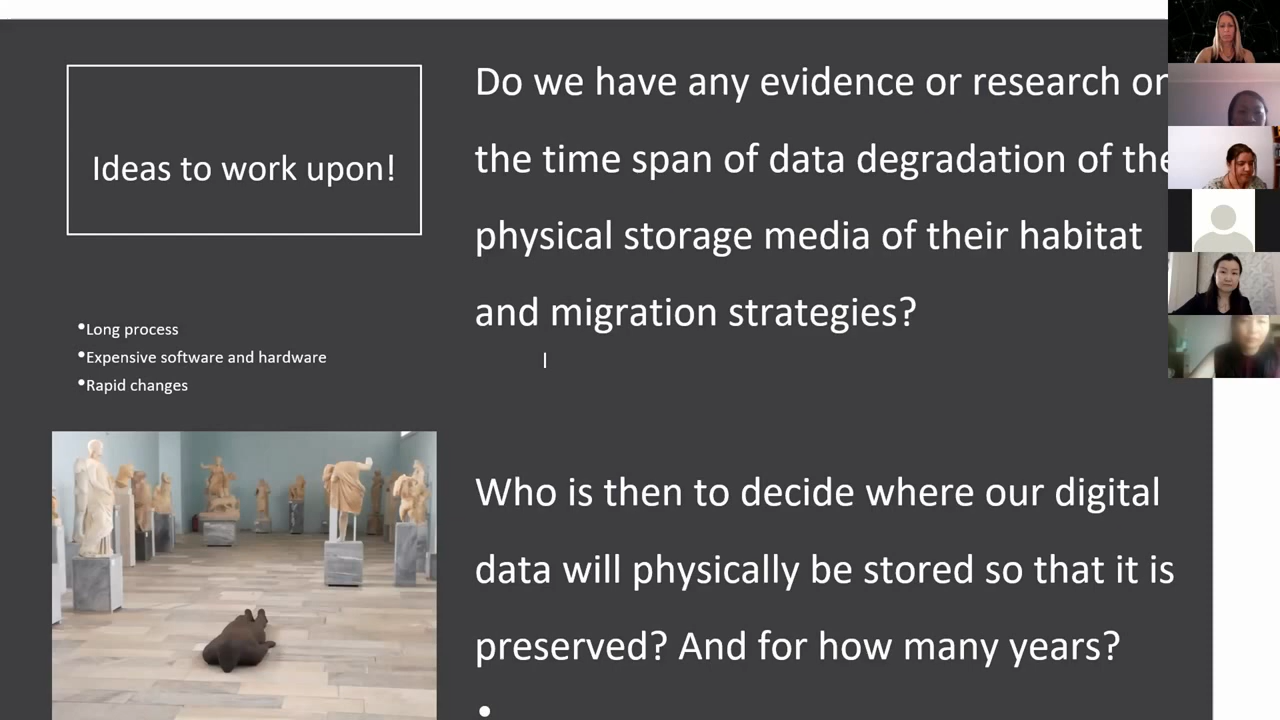 Ideas to work upon!
•Long process
•Expensive software and hardware
•Rapid changes
Do we have any evidence or research on
the time span of data degradation of the
physical storage media of their habitat
and migration strategies?
Who is then to decide where our digital
data will physically be stored so that it is
preserved? And for how many years?
•